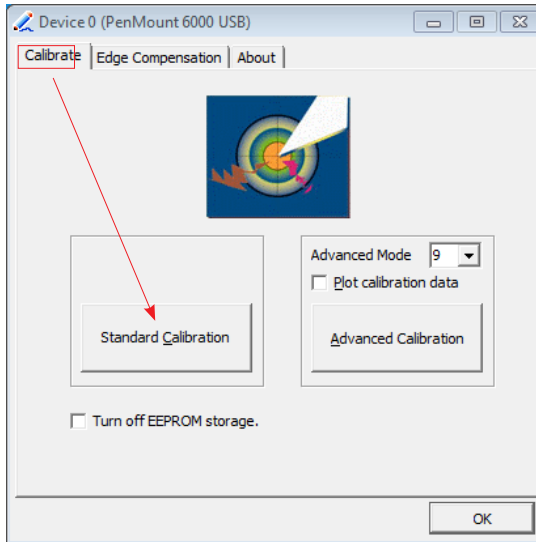 Device 0 (PenMount 6000 USB)
Calibrate Edge Compensation About
Advanced Mode 9
Plot calibration data
Standard Calibration Advanced Calibration
Turn off EEPROM storage.
OK